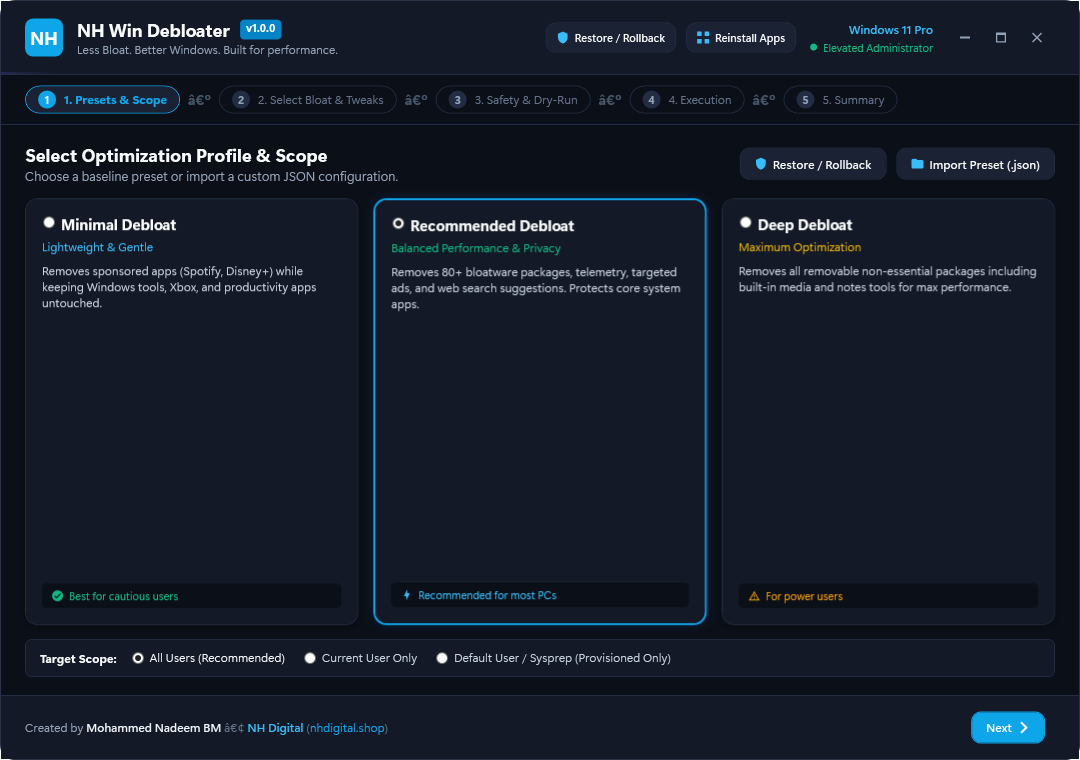 NH
NH Win Debloater v1.0.0
Less Bloat. Better Windows. Built for performance.
Restore / Rollback
Reinstall Apps
Windows 11 Pro
Elevated Administrator
1 1. Presets & Scope â€º 2 2. Select Bloat & Tweaks â€º 3 3. Safety & Dry-Run â€º 4 4. Execution â€º 5 5. Summary
Select Optimization Profile & Scope
Choose a baseline preset or import a custom JSON configuration.
Restore / Rollback
Import Preset (.json)
Minimal Debloat
Lightweight & Gentle
Removes sponsored apps (Spotify, Disney+) while
keeping Windows tools, Xbox, and productivity apps
untouched.
Best for cautious users
Recommended Debloat
Balanced Performance & Privacy
Removes 80+ bloatware packages, telemetry, targeted
ads, and web search suggestions. Protects core system
apps.
Recommended for most PCs
Deep Debloat
Maximum Optimization
Removes all removable non-essential packages including
built-in media and notes tools for max performance.
For power users
Target Scope: All Users (Recommended) Current User Only Default User / Sysprep (Provisioned Only)
Created by Mohammed Nadeem BM â€¢ NH Digital (nhdigital.shop)
Next